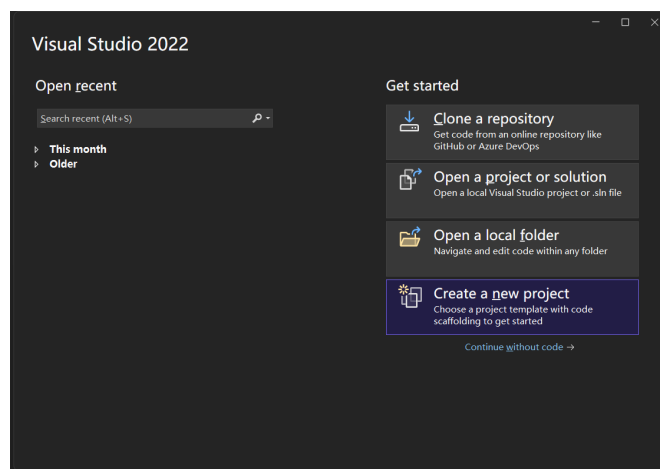 Visual Studio 2022
Open recent
Search recent (Alt+S)
This month
Older
Get started
Clone a repository
Get code from an online repository like
GitHub or Azure DevOps
Open a project or solution
Open a local Visual Studio project or .sln file
Open a local folder
Navigate and edit code within any folder
Create a new project
Choose a project template with code
scaffolding to get started
Continue without code →